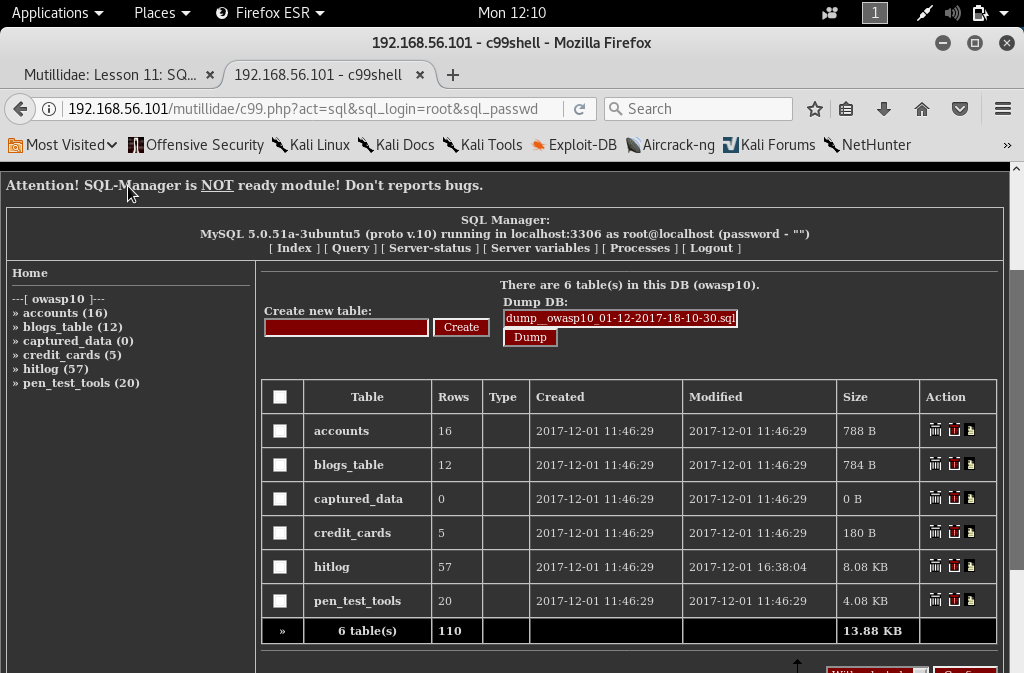 Applications Places Firefox ESR Mon 12:10 1
192.168.56.101 - c99shell - Mozilla Firefox
Mutillidae: Lesson 11: SQ... 192.168.56.101 - c99shell
192.168.56.101/mutillidae/c99.php?act=sql&sql_login=root&sql_passwd Search
Most Visited Offensive Security Kali Linux Kali Docs Kali Tools Exploit-DB Aircrack-ng Kali Forums NetHunter »
Attention! SQL-Manager is NOT ready module! Don't reports bugs.
SQL Manager:
MySQL 5.0.51a-3ubuntu5 (proto v.10) running in localhost:3306 as root@localhost (password - "")
[ Index ] [ Query ] [ Server-status ] [ Server variables ] [ Processes ] [ Logout ]
Home
---[ owasp10 ]---
» accounts (16)
» blogs_table (12)
» captured_data (0)
» credit_cards (5)
» hitlog (57)
» pen_test_tools (20)
There are 6 table(s) in this DB (owasp10).
Create new table:
Create
Dump DB:
dump__owasp10_01-12-2017-18-10-30.sql
Dump
Table Rows Type Created Modified Size Action
accounts 16 2017-12-01 11:46:29 2017-12-01 11:46:29 788 B
blogs_table 12 2017-12-01 11:46:29 2017-12-01 11:46:29 784 B
captured_data 0 2017-12-01 11:46:29 2017-12-01 11:46:29 0 B
credit_cards 5 2017-12-01 11:46:29 2017-12-01 11:46:29 180 B
hitlog 57 2017-12-01 11:46:29 2017-12-01 16:38:04 8.08 KB
pen_test_tools 20 2017-12-01 11:46:29 2017-12-01 11:46:29 4.08 KB
» 6 table(s) 110 13.88 KB